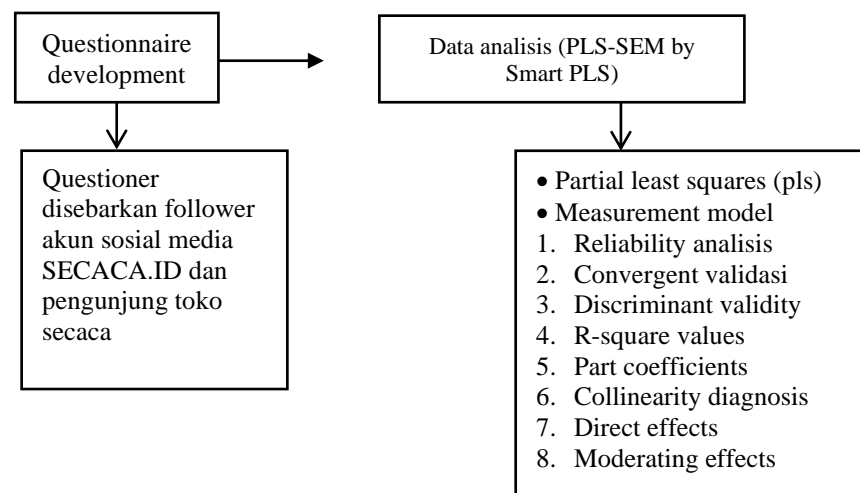 Questionnaire
development
Data analisis (PLS-SEM by
Smart PLS)
Questioner
disebarkan follower
akun sosial media
SECACA.ID dan
pengunjung toko
secaca
• Partial least squares (pls)
• Measurement model
1. Reliability analisis
2. Convergent validasi
3. Discriminant validity
4. R-square values
5. Part coefficients
6. Collinearity diagnosis
7. Direct effects
8. Moderating effects